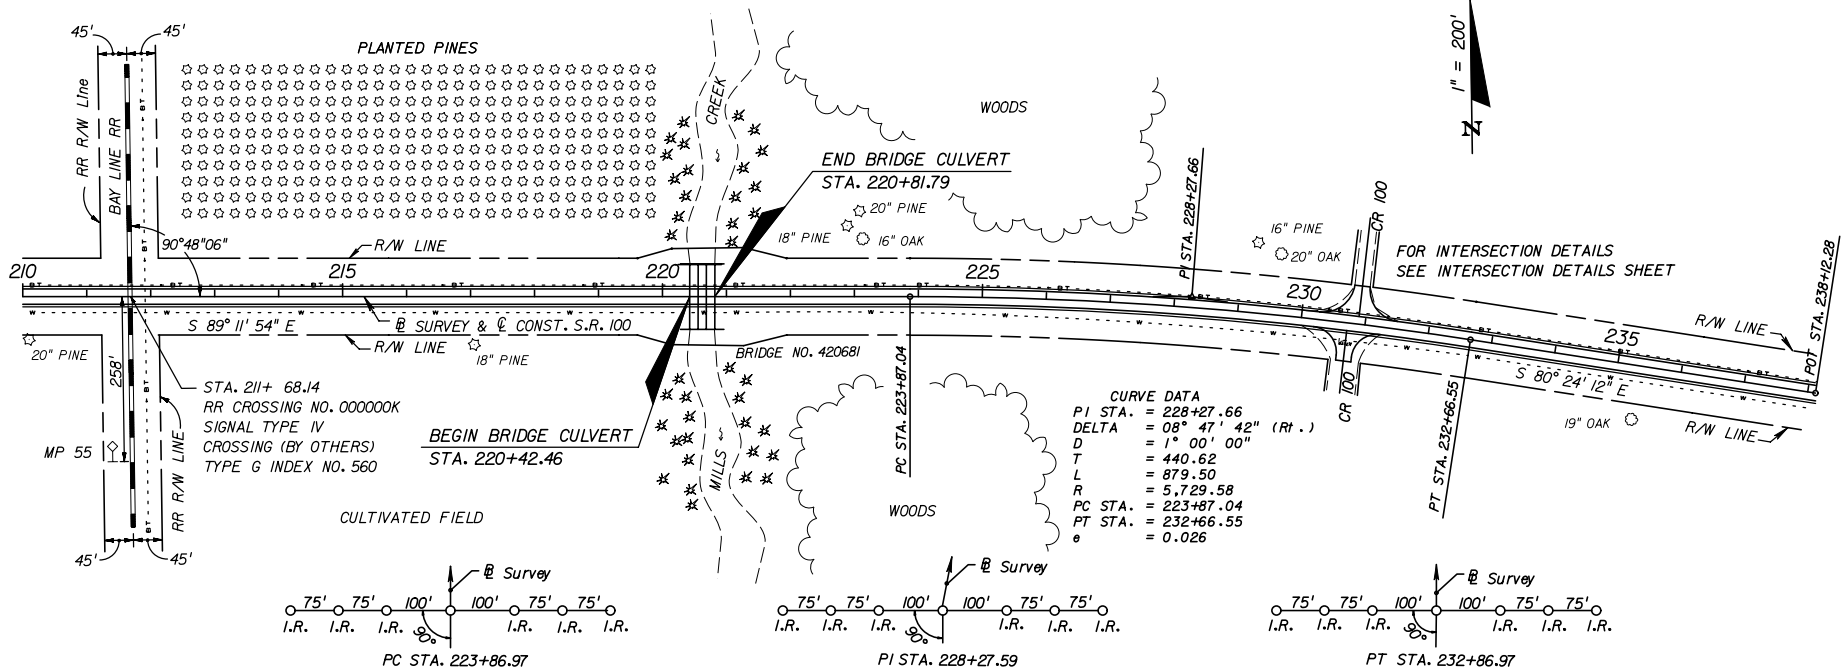 45'
45'
PLANTED PINES
RR R/W Line
BAY LINE RR
BT
90°48"06"
R/W LINE
CREEK
WOODS
END BRIDGE CULVERT
STA. 220+81.79
20" PINE
18" PINE
16" OAK
PI STA. 228+27.66
1" = 200'
N
16" PINE
20" OAK
CR 100
FOR INTERSECTION DETAILS
SEE INTERSECTION DETAILS SHEET
POT STA. 238+12.28
210
215
220
225
230
235
R/W LINE
S 89° 11' 54" E
BL SURVEY & CL CONST. S.R. 100
R/W LINE
18" PINE
20" PINE
258'
BRIDGE NO. 420681
STA. 211+ 68.14
RR CROSSING NO. 000000K
SIGNAL TYPE IV
CROSSING (BY OTHERS)
TYPE G INDEX NO. 560
MP 55
RR R/W LINE
BEGIN BRIDGE CULVERT
STA. 220+42.46
MILLS
PC STA. 223+87.04
WOODS
CURVE DATA
PI STA. = 228+27.66
DELTA = 08° 47' 42" (Rt.)
D = 1° 00' 00"
T = 440.62
L = 879.50
R = 5,729.58
PC STA. = 223+87.04
PT STA. = 232+66.55
e = 0.026
CR 100
PT STA. 232+66.55
S 80° 24' 12" E
19" OAK
R/W LINE
CULTIVATED FIELD
45'
45'
BL Survey
75' 75' 100' 100' 75' 75'
I.R. I.R. I.R. I.R. I.R. I.R.
90°
PC STA. 223+86.97
BL Survey
75' 75' 100' 100' 75' 75'
I.R. I.R. I.R. I.R. I.R. I.R.
90°
PI STA. 228+27.59
BL Survey
75' 75' 100' 100' 75' 75'
I.R. I.R. I.R. I.R. I.R. I.R.
90°
PT STA. 232+86.97